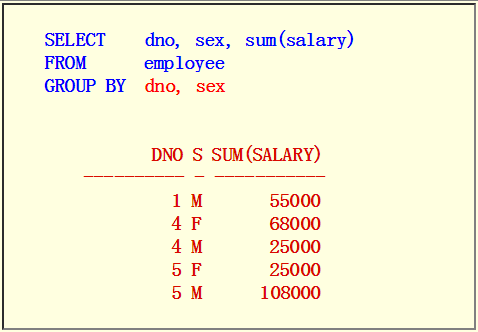 SELECT dno, sex, sum(salary)
FROM employee
GROUP BY dno, sex
DNO S SUM(SALARY)
---------- - -----------
1 M 55000
4 F 68000
4 M 25000
5 F 25000
5 M 108000